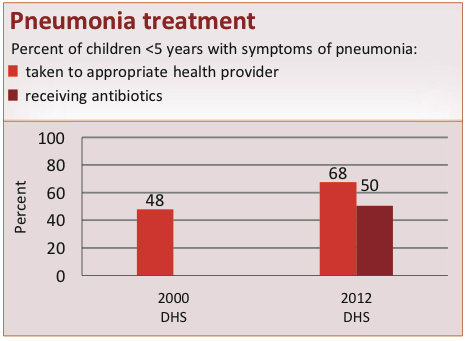 Pneumonia treatment
Percent of children <5 years with symptoms of pneumonia:
taken to appropriate health provider
receiving antibiotics
100
80
60
40
20
0
Percent
48
68
50
2000
DHS
2012
DHS